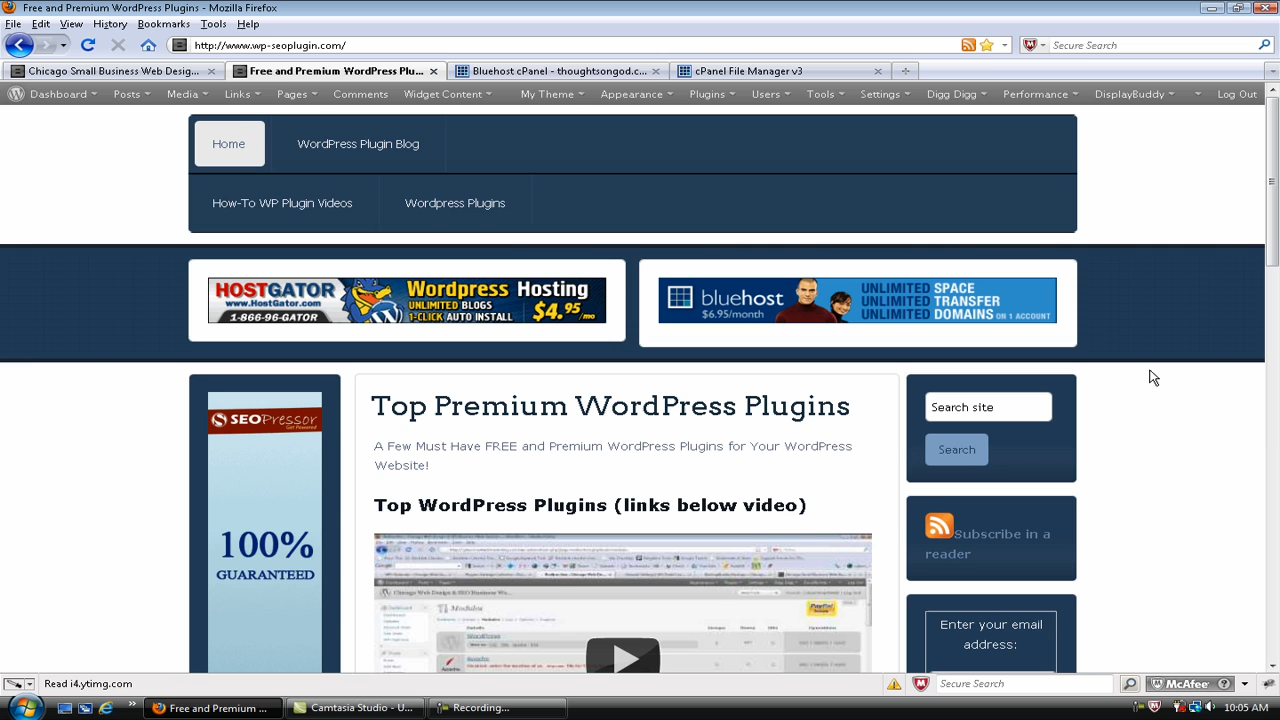 Free and Premium WordPress Plugins - Mozilla Firefox
File Edit View History Bookmarks Tools Help
http://www.wp-seoplugin.com/
Secure Search
Chicago Small Business Web Desig...
Free and Premium WordPress Plu...
Bluehost cPanel - thoughtsongod.c...
cPanel File Manager v3
Dashboard Posts Media Links Pages Comments Widget Content My Theme Appearance Plugins Users Tools Settings Digg Digg Performance DisplayBuddy Log Out
Home WordPress Plugin Blog
How-To WP Plugin Videos Wordpress Plugins
HOSTGATOR
www.HostGator.com
1-866-96-GATOR
Wordpress Hosting
UNLIMITED BLOGS
1-CLICK AUTO INSTALL
$4.95/mo
bluehost
$6.95/month
UNLIMITED SPACE
UNLIMITED TRANSFER
UNLIMITED DOMAINS ON 1 ACCOUNT
SEOPressor
Get Powered
100%
GUARANTEED
Top Premium WordPress Plugins
A Few Must Have FREE and Premium WordPress Plugins for Your WordPress
Website!
Top WordPress Plugins (links below video)
Modules
Search site
Search
Subscribe in a
reader
Enter your email
address:
Read i4.ytimg.com
Secure Search
McAfee
Free and Premium ...
Camtasia Studio - U...
Recording...
10:05 AM